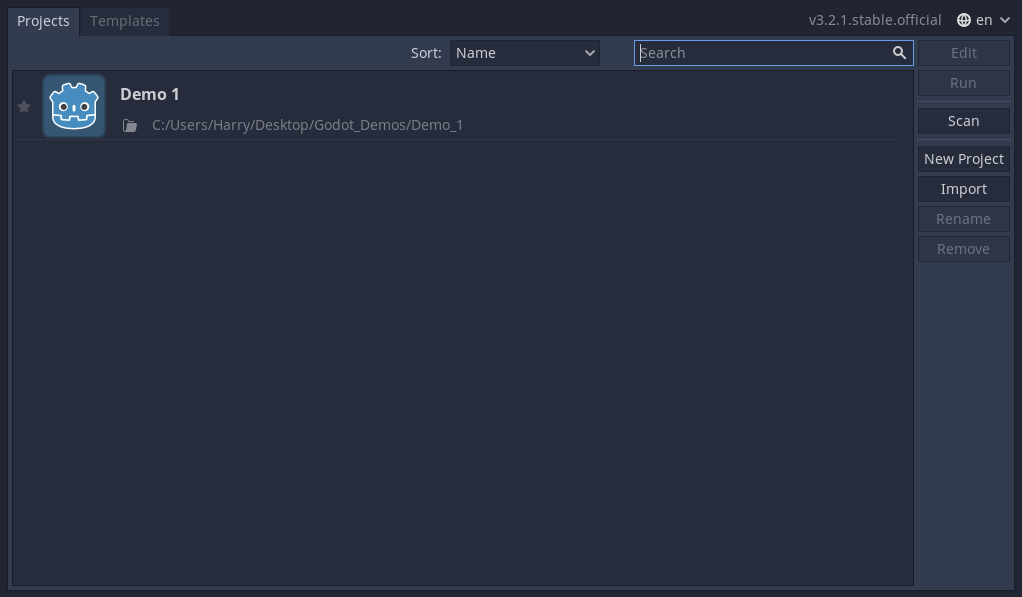 Projects
Templates
v3.2.1.stable.official
en
Sort:
Name
Search
Edit
Run
Scan
New Project
Import
Rename
Remove
Demo 1
C:/Users/Harry/Desktop/Godot_Demos/Demo_1